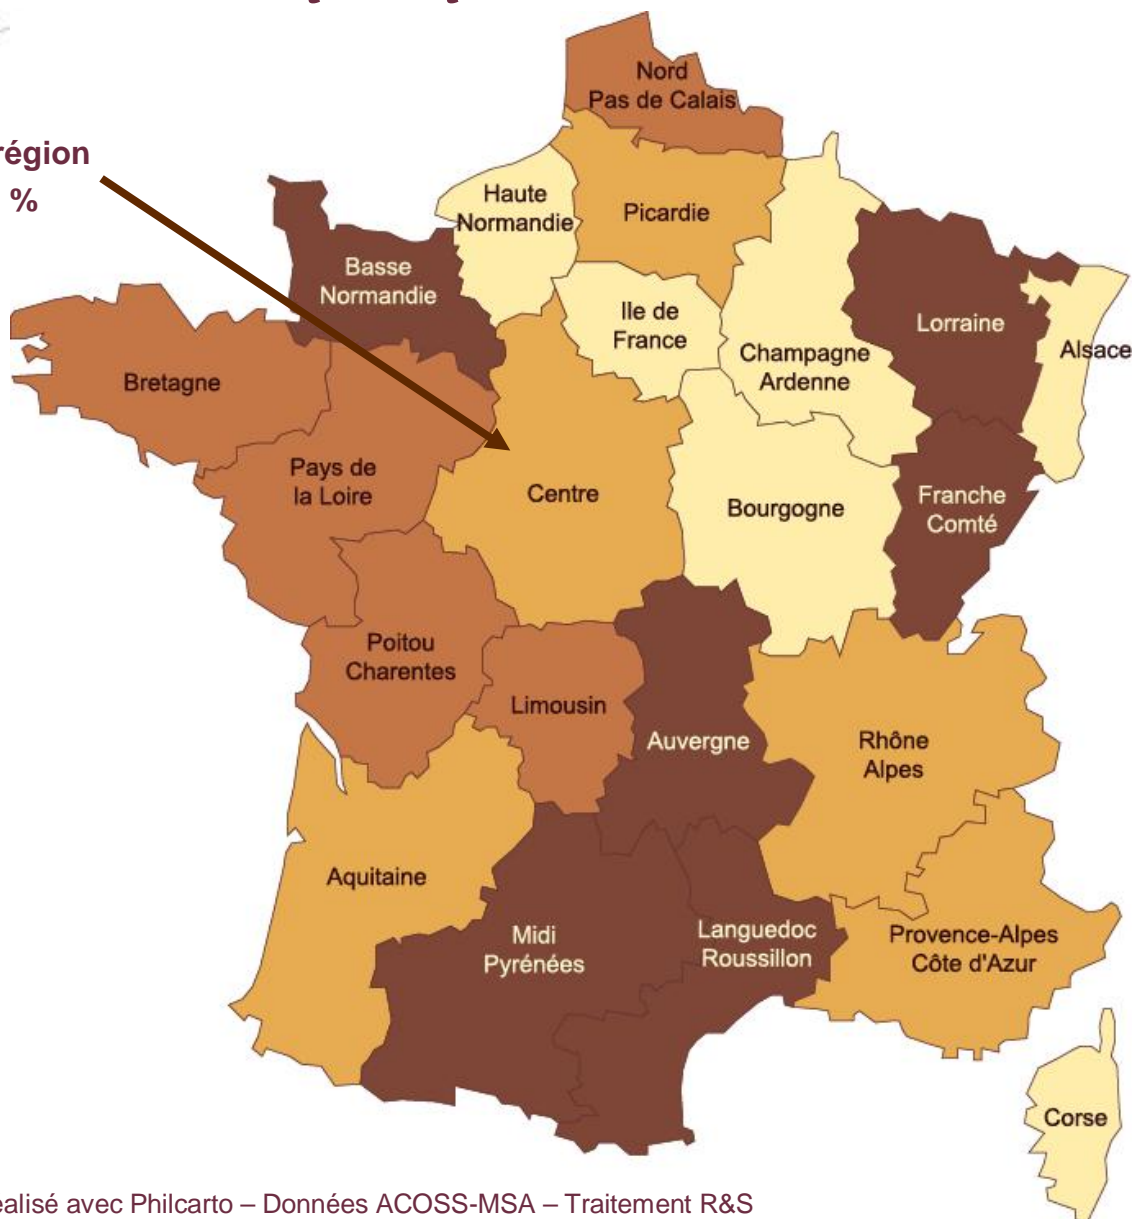 région
%
Nord
Pas de Calais
Haute
Normandie
Picardie
Basse
Normandie
Ile de
France
Champagne
Ardenne
Lorraine
Alsace
Bretagne
Pays de
la Loire
Centre
Bourgogne
Franche
Comté
Poitou
Charentes
Limousin
Auvergne
Rhône
Alpes
Aquitaine
Midi
Pyrénées
Languedoc
Roussillon
Provence-Alpes
Côte d'Azur
Corse
éalisé avec Philcarto – Données ACOSS-MSA – Traitement R&S